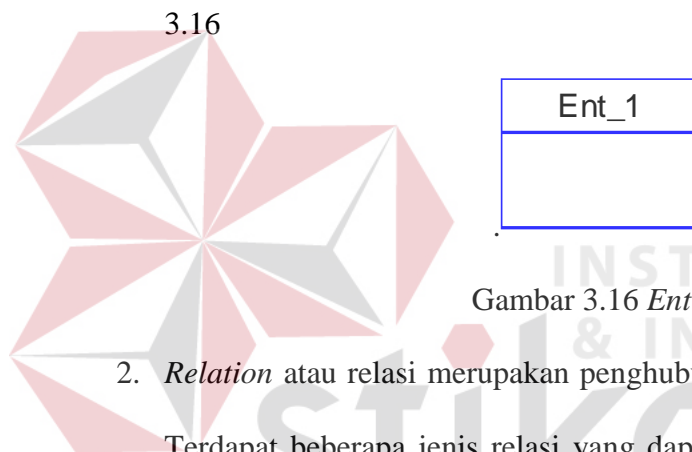 3.16
Ent_1
INST
Gambar 3.16 Ent
& IN
2. Relation atau relasi merupakan penghubu
stik
Terdapat beberapa jenis relasi yang dap